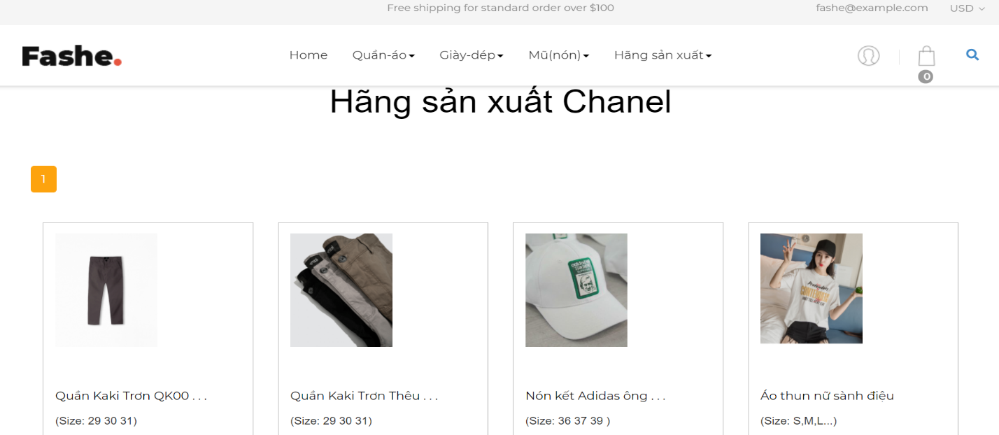 Free shipping for standard order over $100
fashe@example.com
USD
Fashe.
Home
Quần-áo
Giày-dép
Mũ(nón)
Hãng sản xuất
0
Hãng sản xuất Chanel
1
adidas
STAN SMITH
Quần Kaki Trơn QK00 . . .
Quần Kaki Trơn Thêu . . .
Nón kết Adidas ông . . .
Áo thun nữ sành điệu
(Size: 29 30 31)
(Size: 29 30 31)
(Size: 36 37 39 )
(Size: S,M,L...)